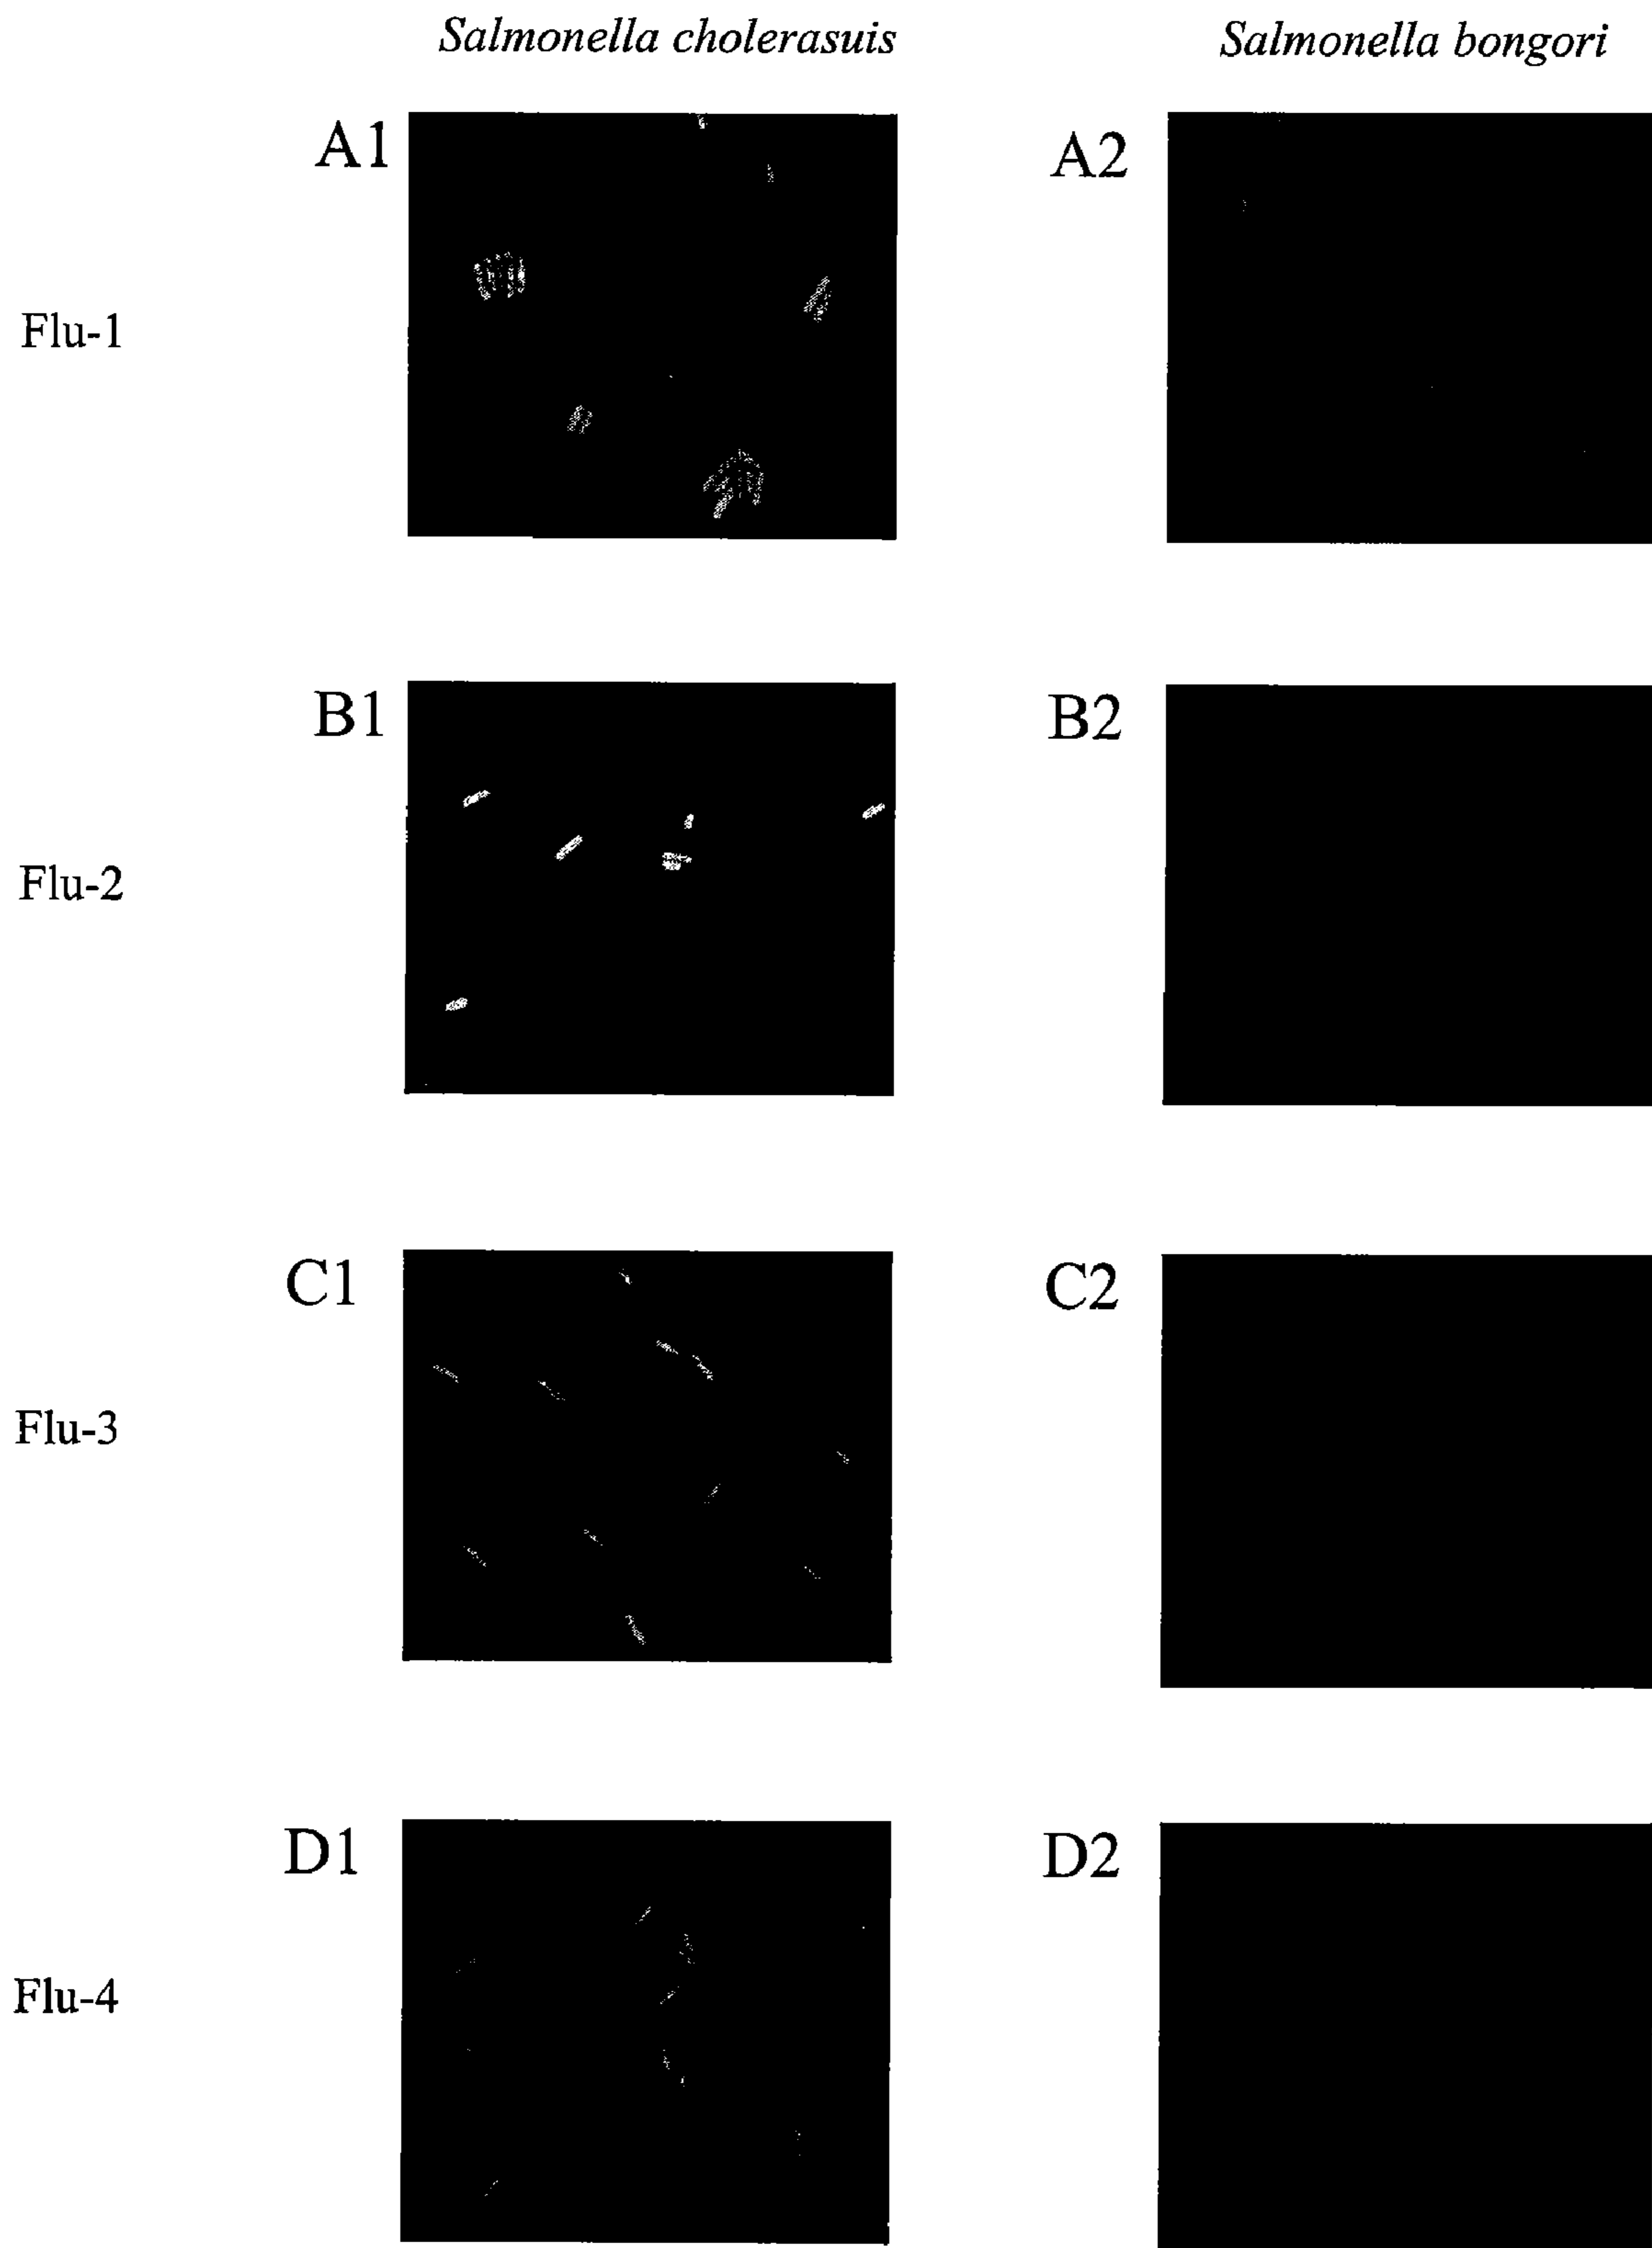 Salmonella cholerasuis Salmonella bongori
A1 A2
Flu-1
B1 B2
Flu-2
C1 C2
Flu-3
D1 D2
Flu-4